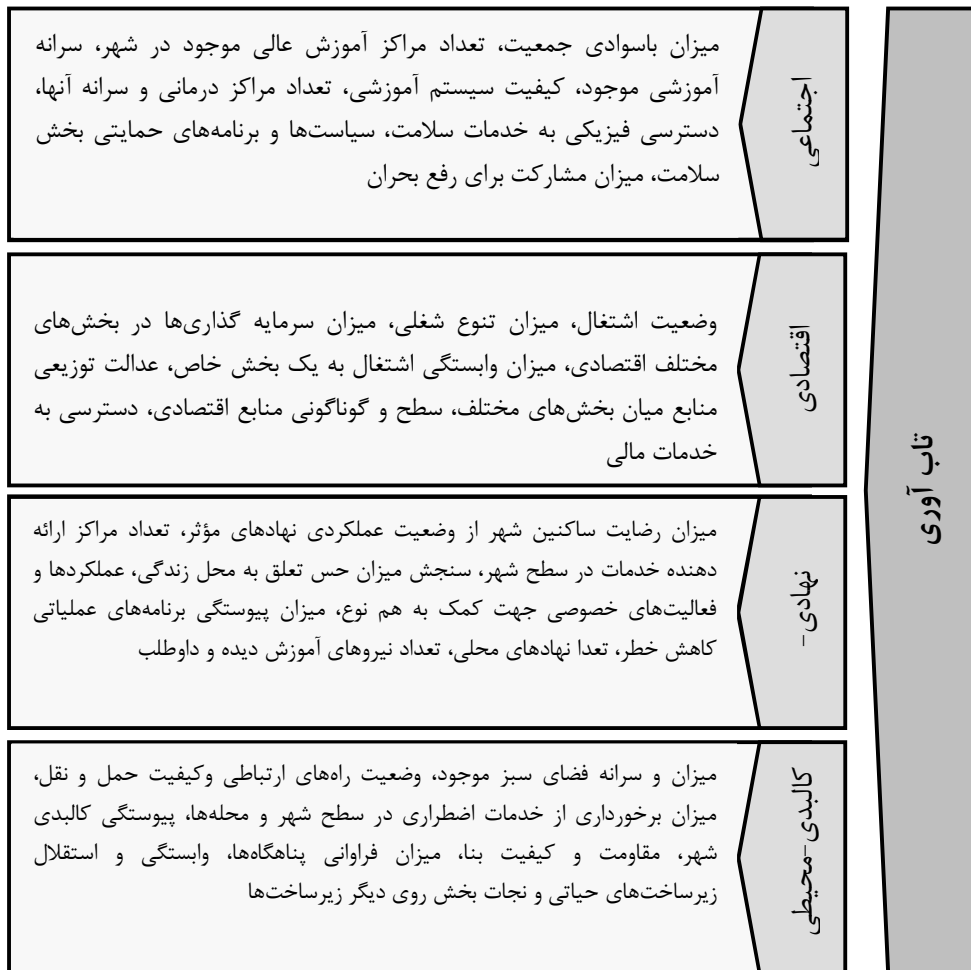 تاب آوری
اجتماعی
میزان باسوادی جمعیت، تعداد مراکز آموزش عالی موجود در شهر، سرانه
آموزشی موجود، کیفیت سیستم آموزشی، تعداد مراکز درمانی و سرانه آنها،
دسترسی فیزیکی به خدمات سلامت، سیاست‌ها و برنامه‌های حمایتی بخش
سلامت، میزان مشارکت برای رفع بحران
اقتصادی
وضعیت اشتغال، میزان تنوع شغلی، میزان سرمایه گذاری‌ها در بخش‌های
مختلف اقتصادی، میزان وابستگی اشتغال به یک بخش خاص، عدالت توزیعی
منابع میان بخش‌های مختلف، سطح و گوناگونی منابع اقتصادی، دسترسی به
خدمات مالی
نهادی-
میزان رضایت ساکنین شهر از وضعیت عملکردی نهادهای مؤثر، تعداد مراکز ارائه
دهنده خدمات در سطح شهر، سنجش میزان حس تعلق به محل زندگی، عملکردها و
فعالیت‌های خصوصی جهت کمک به هم نوع، میزان پیوستگی برنامه‌های عملیاتی
کاهش خطر، تعدا نهادهای محلی، تعداد نیروهای آموزش دیده و داوطلب
کالبدی-محیطی
میزان و سرانه فضای سبز موجود، وضعیت راه‌های ارتباطی وکیفیت حمل و نقل،
میزان برخورداری از خدمات اضطراری در سطح شهر و محله‌ها، پیوستگی کالبدی
شهر، مقاومت و کیفیت بنا، میزان فراوانی پناهگاه‌ها، وابستگی و استقلال
زیرساخت‌های حیاتی و نجات بخش روی دیگر زیرساخت‌ها